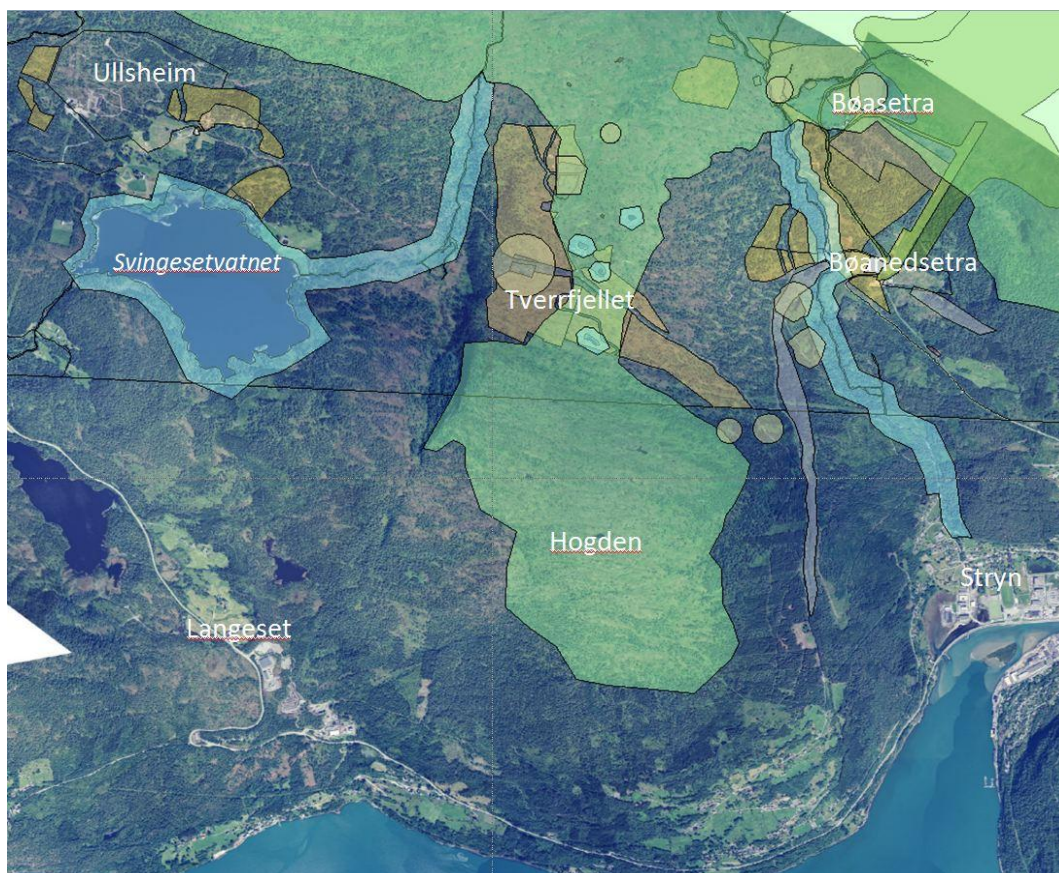 Ullsheim
Bøasetra
Svingesetvatnet
Bøanedsetra
Tverrfjellet
Hogden
Stryn
Langeset